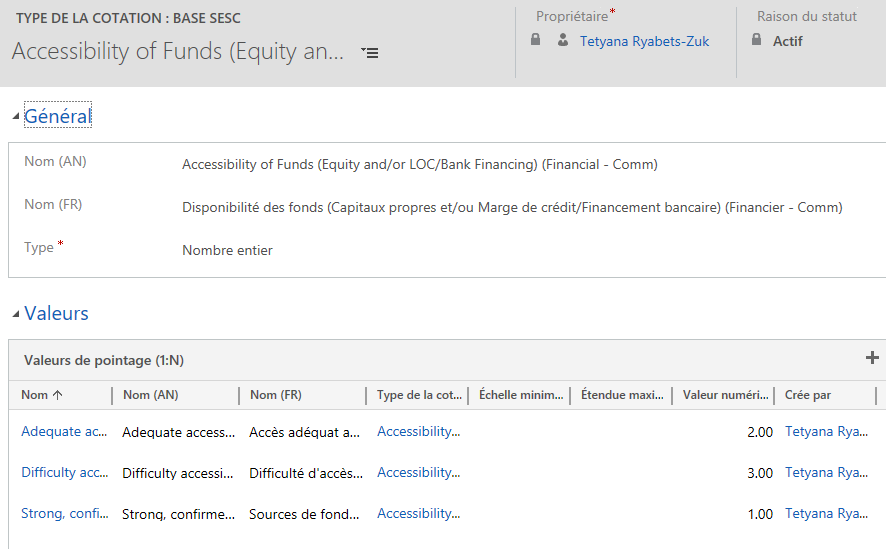 TYPE DE LA COTATION : BASE SESC
Accessibility of Funds (Equity an...
Propriétaire*
Tetyana Ryabets-Zuk
Raison du statut
Actif
Général
Nom (AN) Accessibility of Funds (Equity and/or LOC/Bank Financing) (Financial - Comm)
Nom (FR) Disponibilité des fonds (Capitaux propres et/ou Marge de crédit/Financement bancaire) (Financier - Comm)
Type * Nombre entier
Valeurs
Valeurs de pointage (1:N)
Nom Nom (AN) Nom (FR) Type de la cot... Échelle minim... Étendue maxi... Valeur numéri... Crée par
Adequate ac... Adequate access... Accès adéquat a... Accessibility... 2.00 Tetyana Rya...
Difficulty acc... Difficulty accessi... Difficulté d'accès... Accessibility... 3.00 Tetyana Rya...
Strong, confi... Strong, confirme... Sources de fond... Accessibility... 1.00 Tetyana Rya...